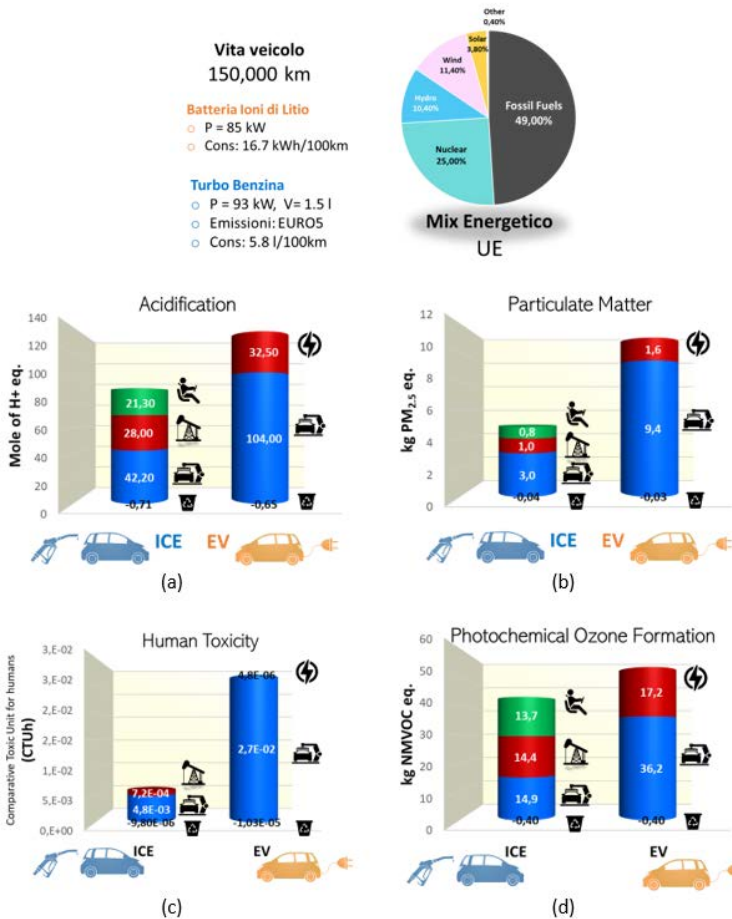 Vita veicolo
150,000 km
Batteria Ioni di Litio
P = 85 kW
Cons: 16.7 kWh/100km
Turbo Benzina
P = 93 kW, V= 1.5 l
Emissioni: EURO5
Cons: 5.8 l/100km
Other
0,40%
Solar
3,80%
Wind
11,40%
Hydro
10,40%
Nuclear
25,00%
Fossil Fuels
49,00%
Mix Energetico
UE
Acidification
Mole of H+ eq.
140
120
100
80
60
40
20
0
21,30
28,00
42,20
-0,71
32,50
104,00
-0,65
ICE EV
(a)
Particulate Matter
kg PM2.5 eq.
12
10
8
6
4
2
0
0,8
1,0
3,0
-0,04
1,6
9,4
-0,03
ICE EV
(b)
Human Toxicity
Comparative Toxic Unit for humans
(CTUh)
3,E-02
3,E-02
2,E-02
2,E-02
1,E-02
5,E-03
0,E+00
7,2E-04
4,8E-03
-9,80E-06
4,8E-06
2,7E-02
-1,03E-05
ICE EV
(c)
Photochemical Ozone Formation
kg NMVOC eq.
60
50
40
30
20
10
0
13,7
14,4
14,9
-0,40
17,2
36,2
-0,40
ICE EV
(d)